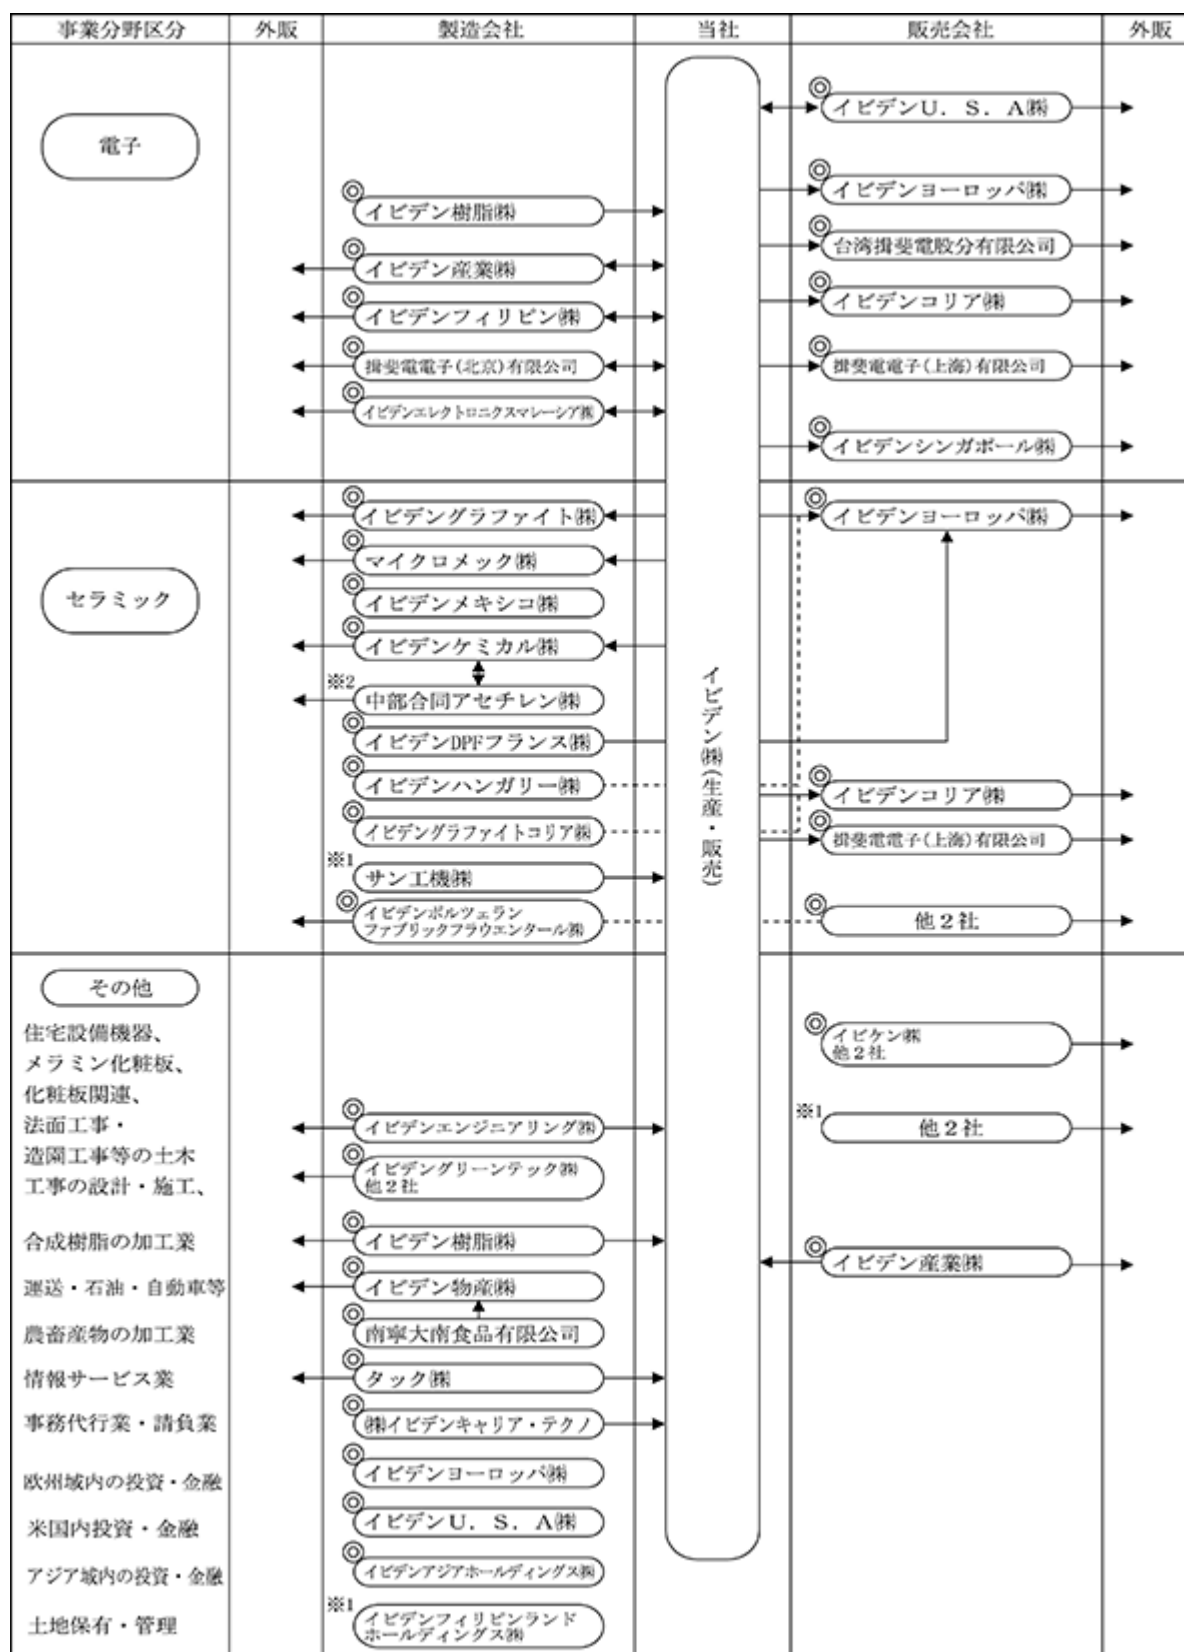 事業分野区分 外販 製造会社 当社 販売会社 外販
電子
◎イビデン樹脂㈱
◎イビデン産業㈱
◎イビデンフィリピン㈱
◎揖斐電電子(北京)有限公司
◎イビデンエレクトロニクスマレーシア㈱
◎イビデンU.S.A㈱
◎イビデンヨーロッパ㈱
◎台湾揖斐電股分有限公司
◎イビデンコリア㈱
◎揖斐電電子(上海)有限公司
◎イビデンシンガポール㈱
セラミック
◎イビデングラファイト㈱
◎マイクロメック㈱
◎イビデンメキシコ㈱
◎イビデンケミカル㈱
※2中部合同アセチレン㈱
◎イビデンDPFフランス㈱
◎イビデンハンガリー㈱
◎イビデングラファイトコリア㈱
※1サン工機㈱
◎イビデンポルツェラン
ファブリックフラウエンタール㈱
イビデン㈱(生産・販売)
◎イビデンヨーロッパ㈱
◎イビデンコリア㈱
◎揖斐電電子(上海)有限公司
◎他2社
その他
住宅設備機器、
メラミン化粧板、
化粧板関連、
法面工事・
造園工事等の土木
工事の設計・施工、
合成樹脂の加工業
運送・石油・自動車等
農畜産物の加工業
情報サービス業
事務代行業・請負業
欧州域内の投資・金融
米国内投資・金融
アジア域内の投資・金融
土地保有・管理
◎イビデンエンジニアリング㈱
◎イビデングリーンテック㈱
他2社
◎イビデン樹脂㈱
◎イビデン物産㈱
◎南寧大南食品有限公司
◎タック㈱
◎㈱イビデンキャリア・テクノ
◎イビデンヨーロッパ㈱
◎イビデンU.S.A㈱
◎イビデンアジアホールディングス㈱
※1イビデンフィリピンランド
ホールディングス㈱
◎イビケン㈱
他2社
※1他2社
◎イビデン産業㈱